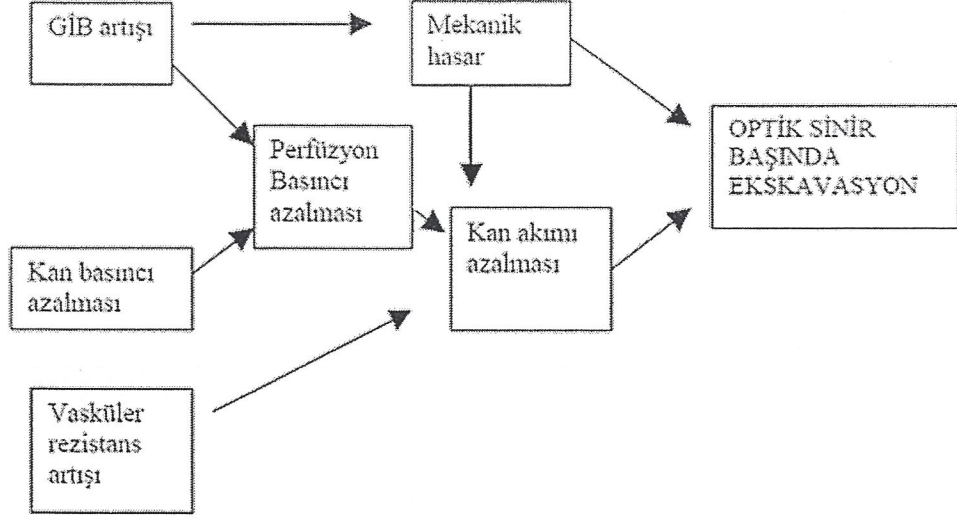 GİB artışı
Mekanik
hasar
OPTİK SİNİR
BAŞINDA
EKSKAVASYON
Perfüzyon
Basıncı
azalması
Kan akımı
azalması
Kan basıncı
azalması
Vasküler
rezistans
artışı